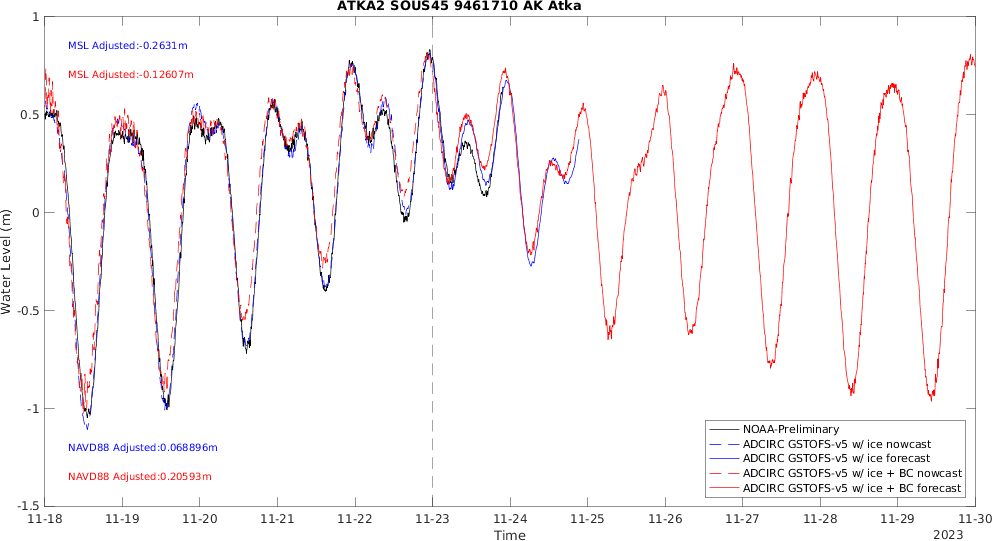 ATKA2 SOUS45 9461710 AK Atka
1
MSL Adjusted:-0.2631m
MSL Adjusted:-0.12607m
0.5
0
Water Level (m)
-0.5
-1
NAVD88 Adjusted:0.068896m
NAVD88 Adjusted:0.20593m
NOAA-Preliminary
ADCIRC GSTOFS-v5 w/ ice nowcast
ADCIRC GSTOFS-v5 w/ ice forecast
ADCIRC GSTOFS-v5 w/ ice + BC nowcast
ADCIRC GSTOFS-v5 w/ ice + BC forecast
-1.5
11-18 11-19 11-20 11-21 11-22 11-23 11-24 11-25 11-26 11-27 11-28 11-29 11-30
Time
2023